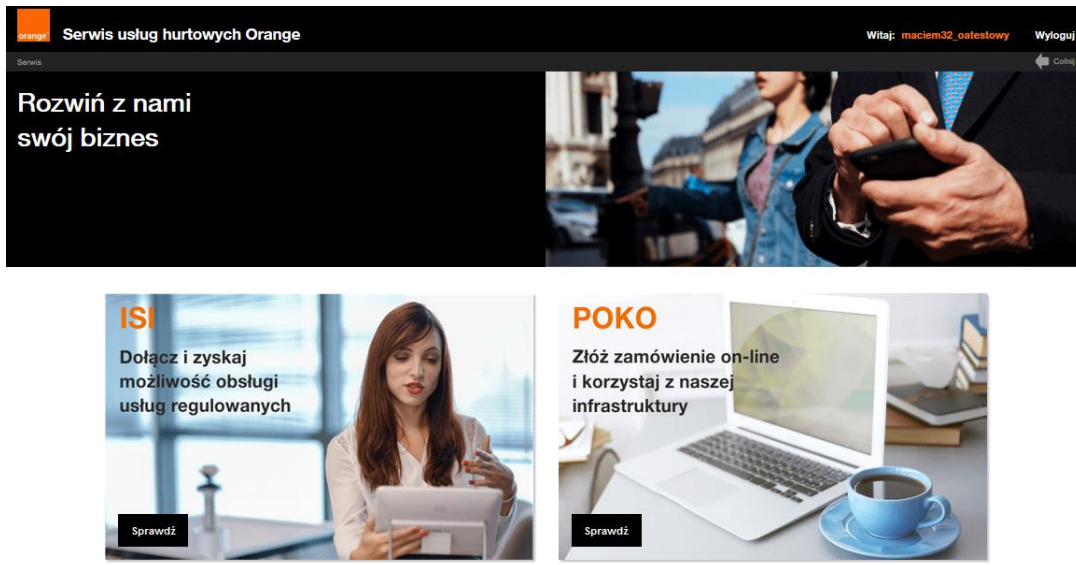 orange
Serwis usług hurtowych Orange
Witaj: maciem32_oatestowy
Wyloguj
Serwis
Cofnij
Rozwiń z nami
swój biznes
ISI
Dołącz i zyskaj
możliwość obsługi
usług regulowanych
Sprawdź
POKO
Złóż zamówienie on-line
i korzystaj z naszej
infrastruktury
Sprawdź